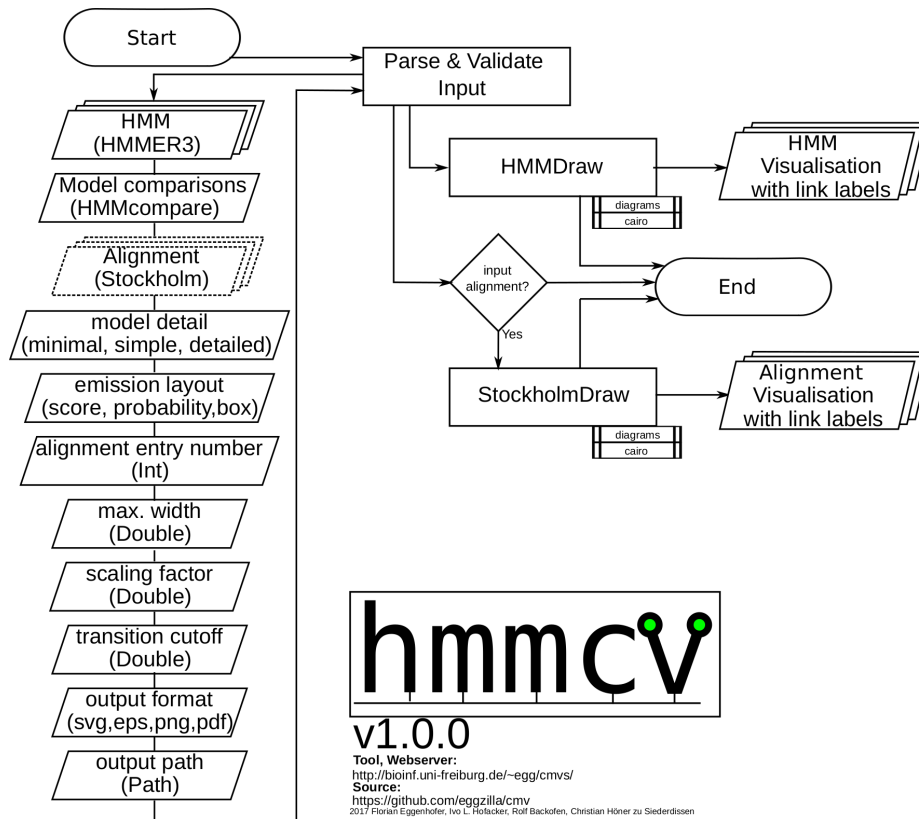 Start
Parse & Validate
Input
HMM
(HMMER3)
Model comparisons
(HMMcompare)
Alignment
(Stockholm)
model detail
(minimal, simple, detailed)
emission layout
(score, probability,box)
alignment entry number
(Int)
max. width
(Double)
scaling factor
(Double)
transition cutoff
(Double)
output format
(svg,eps,png,pdf)
output path
(Path)
HMMDraw
diagrams
cairo
HMM
Visualisation
with link labels
input
alignment?
Yes
End
StockholmDraw
diagrams
cairo
Alignment
Visualisation
with link labels
hmmcv
v1.0.0
Tool, Webserver:
http://bioinf.uni-freiburg.de/~egg/cmvs/
Source:
https://github.com/eggzilla/cmv
2017 Florian Eggenhofer, Ivo L. Hofacker, Rolf Backofen, Christian Höner zu Siederdissen